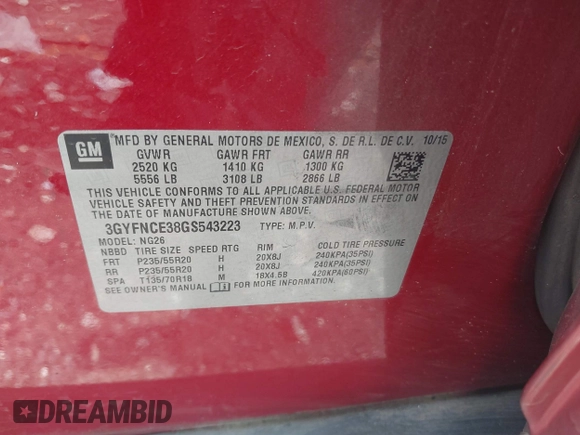 GM
MFD BY GENERAL MOTORS DE MEXICO, S. DE R.L. DE C.V. 10/15
GVWR GAWR FRT GAWR RR
2520 KG 1410 KG 1300 KG
5556 LB 3108 LB 2866 LB
THIS VEHICLE CONFORMS TO ALL APPLICABLE U.S. FEDERAL MOTOR
VEHICLE SAFETY AND THEFT PREVENTION STANDARDS IN EFFECT
ON THE DATE OF MANUFACTURE SHOWN ABOVE.
3GYFNCE38GS543223 TYPE: M.P.V.
MODEL: NG26
NBBD TIRE SIZE SPEED RTG RIM COLD TIRE PRESSURE
FRT P235/55R20 H 20X8J 240KPA(35PSI)
RR P235/55R20 H 20X8J 240KPA(35PSI)
SPA T135/70R18 M 18X4.5B 420KPA(60PSI)
SEE OWNER'S MANUAL FOR MORE INFORMATION.
DREAMBID